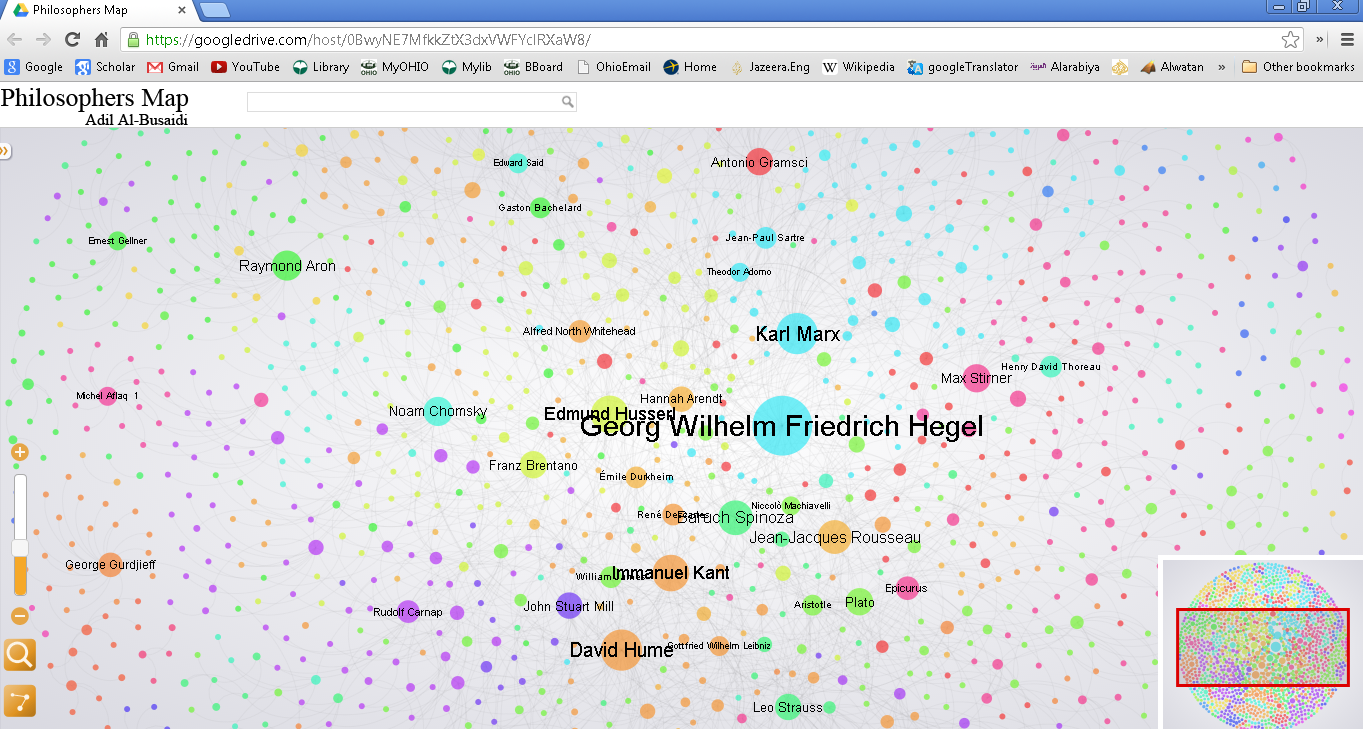 Philosophers Map
https://googledrive.com/host/0BwyNE7MfkkZtX3dxVWFYclRXaW8/
Google Scholar Gmail YouTube Library MyOHIO Mylib BBoard OhioEmail Home Jazeera.Eng Wikipedia googleTranslator Alarabiya Alwatan » Other bookmarks
Philosophers Map
Adil Al-Busaidi
Edward Said
Antonio Gramsci
Gaston Bachelard
Ernest Gellner
Jean-Paul Sartre
Raymond Aron
Theodor Adorno
Alfred North Whitehead
Karl Marx
Henry David Thoreau
Max Stirner
Michel Aflaq 1
Hannah Arendt
Noam Chomsky
Edmund Husserl
Georg Wilhelm Friedrich Hegel
Franz Brentano
Émile Durkheim
Niccolò Machiavelli
René Descartes
Baruch Spinoza
Jean-Jacques Rousseau
George Gurdjieff
Immanuel Kant
William James
Epicurus
Rudolf Carnap
John Stuart Mill
Aristotle
Plato
David Hume
Gottfried Wilhelm Leibniz
Leo Strauss